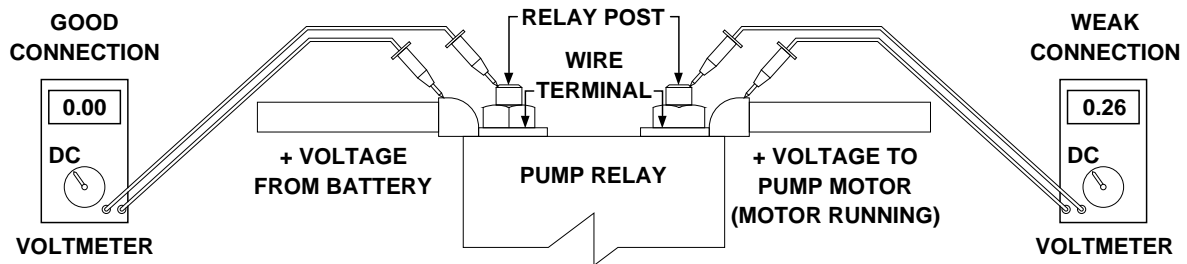 GOOD
CONNECTION
0.00
DC
VOLTMETER
+ VOLTAGE
FROM BATTERY
RELAY POST
WIRE
TERMINAL
PUMP RELAY
+ VOLTAGE TO
PUMP MOTOR
(MOTOR RUNNING)
WEAK
CONNECTION
0.26
DC
VOLTMETER